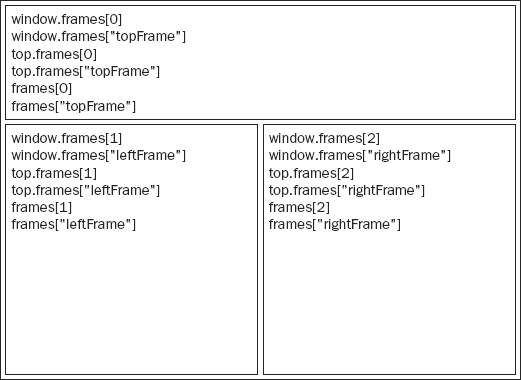 window.frames[0]
window.frames["topFrame"]
top.frames[0]
top.frames["topFrame"]
frames[0]
frames["topFrame"]
window.frames[1]
window.frames["leftFrame"]
top.frames[1]
top.frames["leftFrame"]
frames[1]
frames["leftFrame"]
window.frames[2]
window.frames["rightFrame"]
top.frames[2]
top.frames["rightFrame"]
frames[2]
frames["rightFrame"]